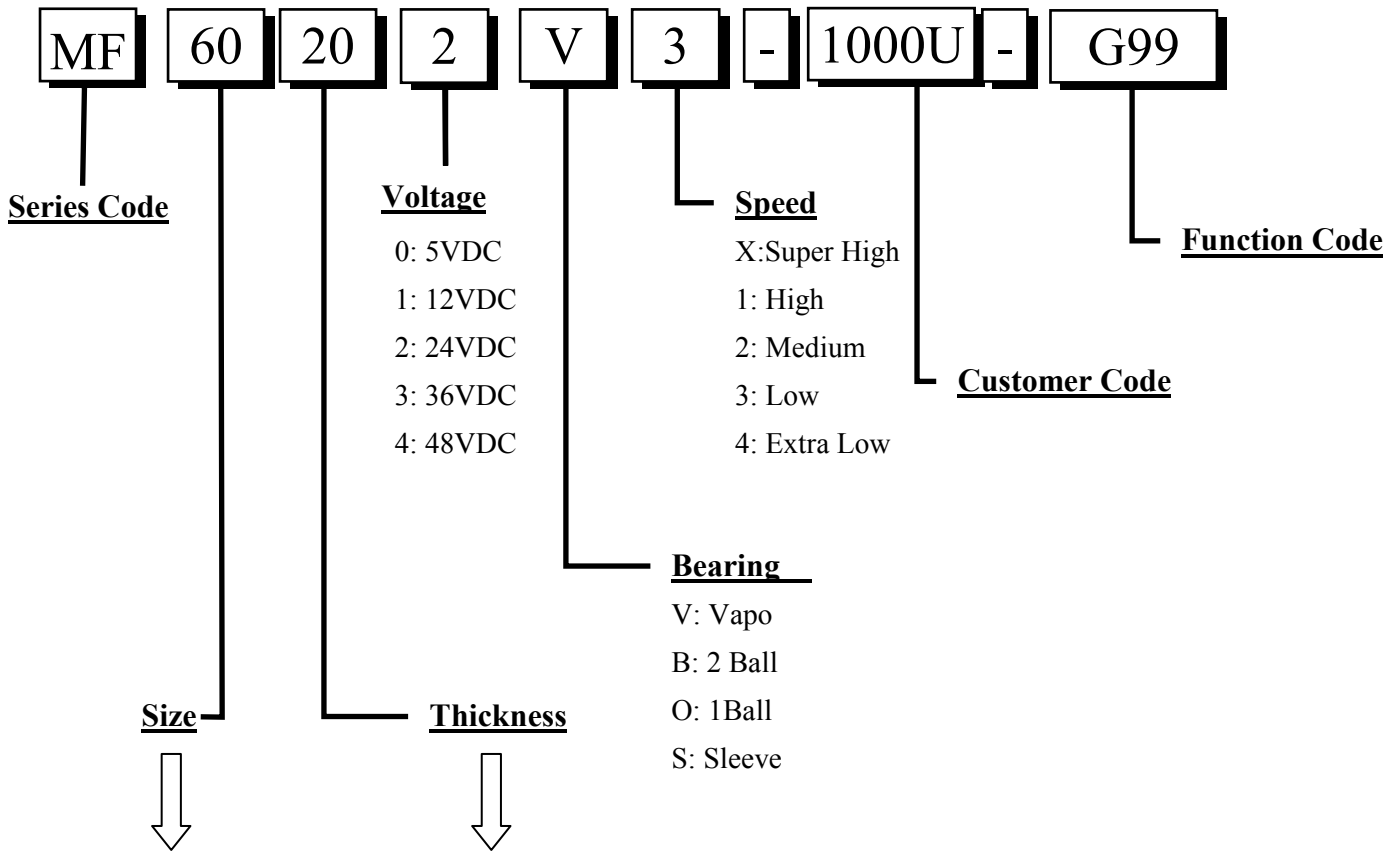 MF 60 20 2 V 3 - 1000U - G99
Series Code
Voltage
0: 5VDC
1: 12VDC
2: 24VDC
3: 36VDC
4: 48VDC
Speed
X:Super High
1: High
2: Medium
3: Low
4: Extra Low
Function Code
Customer Code
Bearing
V: Vapo
B: 2 Ball
O: 1Ball
S: Sleeve
Size
Thickness